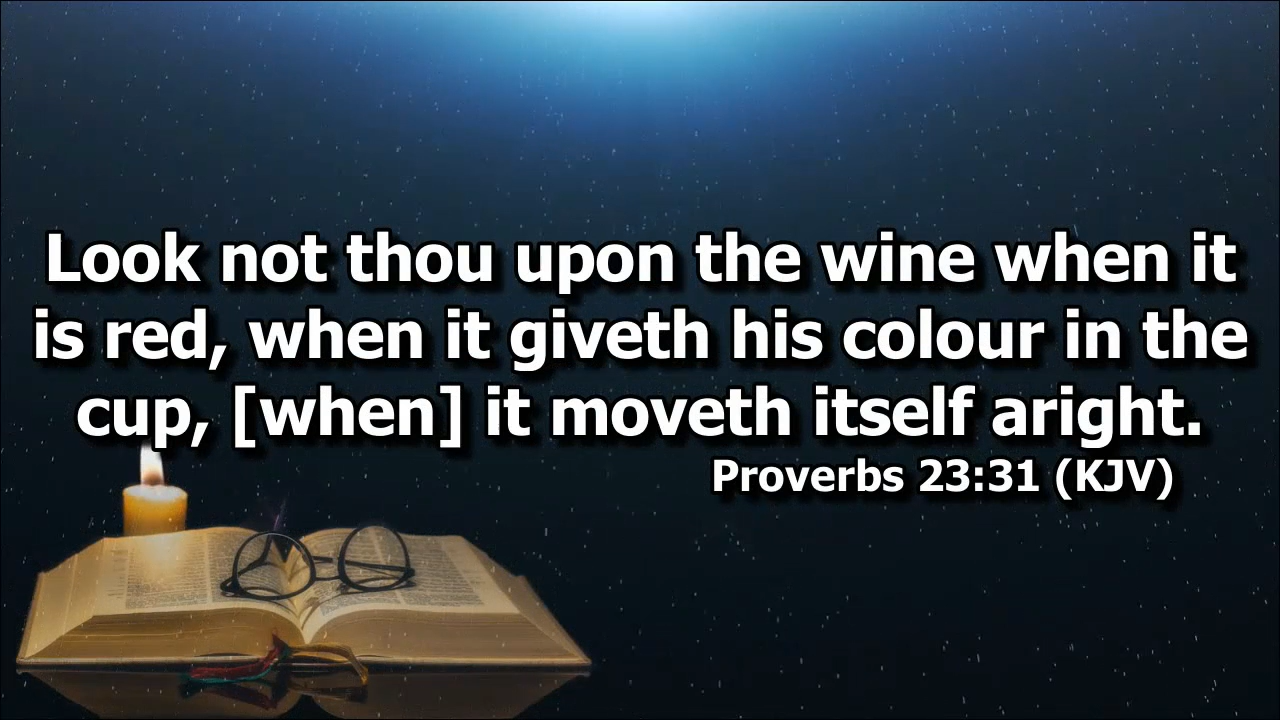 Look not thou upon the wine when it
is red, when it giveth his colour in the
cup, [when] it moveth itself aright.
Proverbs 23:31 (KJV)